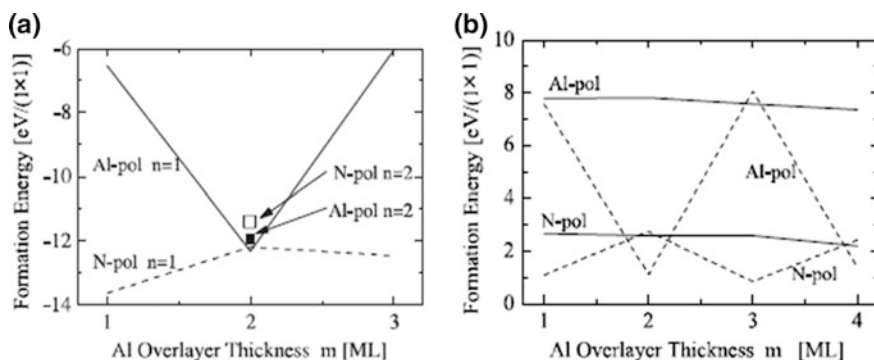 (a)
Formation Energy [eV/(1×1)]
-6
-8
-10
-12
-14
Al-pol n=1
N-pol n=2
Al-pol n=2
N-pol n=1
1 2 3
Al Overlayer Thickness m [ML]
(b)
Formation Energy [eV/(1×1)]
10
8
6
4
2
0
Al-pol
Al-pol
N-pol
N-pol
1 2 3 4
Al Overlayer Thickness m [ML]